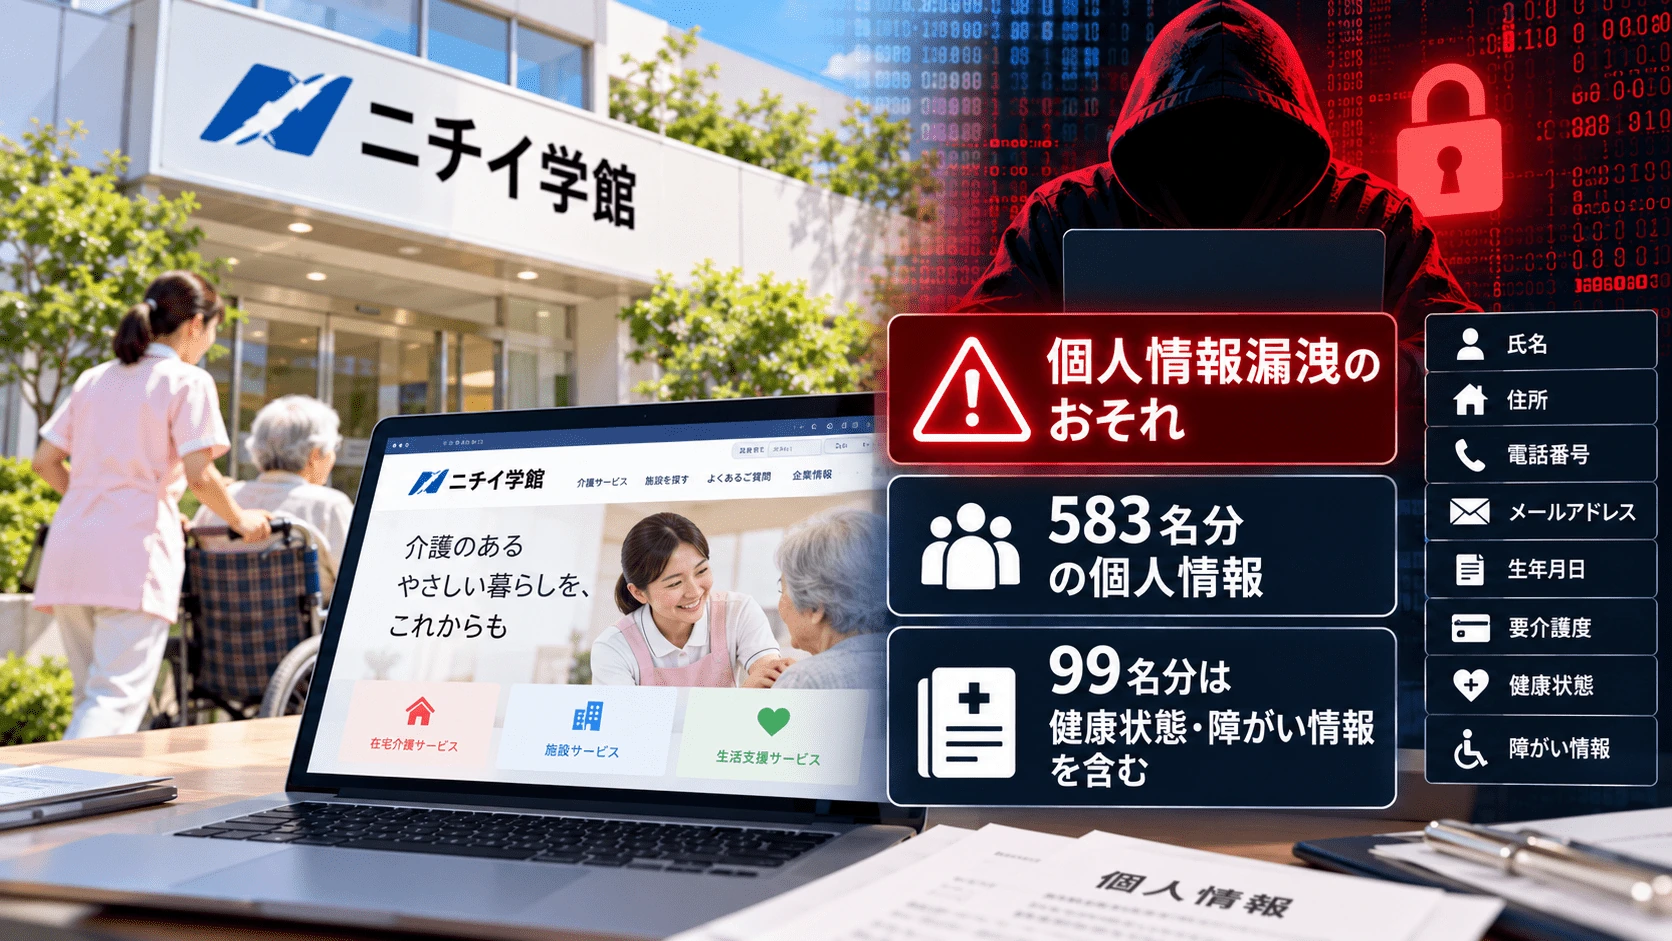 ニチイ学館
ニチイ学館
介護サービス 施設を探す よくあるご質問 企業情報
介護のある
やさしい暮らしを、
これからも
在宅介護サービス
施設サービス
生活支援サービス
個人情報漏洩の
おそれ
583名分
の個人情報
99名分は
健康状態・障がい情報
を含む
氏名
住所
電話番号
メールアドレス
生年月日
要介護度
健康状態
障がい情報
個人情報